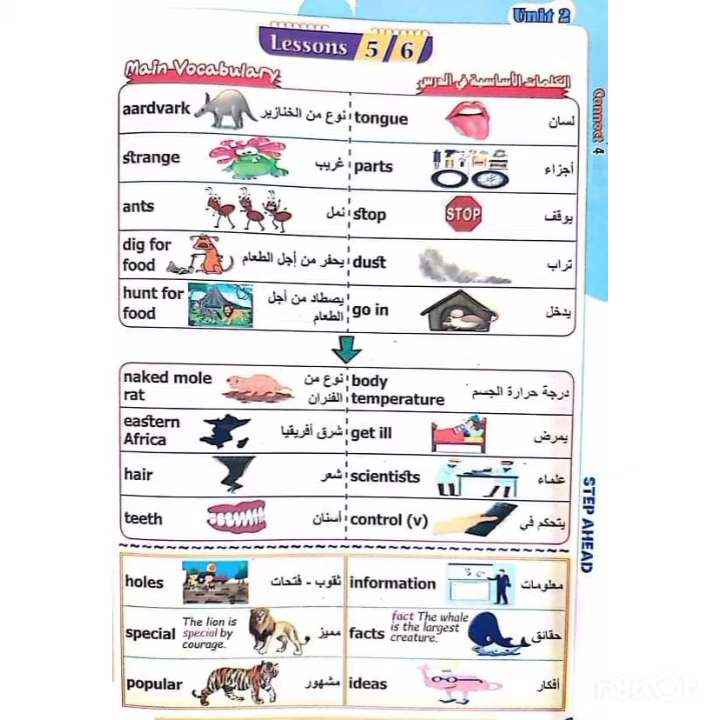 Unit 2
Lessons 5/6
Main Vocabulary
الكلمات الأساسية في الدرس
Connect 4
aardvark
نوع من الخنازير
tongue
لسان
strange
غريب
parts
أجزاء
ants
نمل
stop
STOP
يوقف
dig for
food
يحفر من أجل الطعام
dust
تراب
hunt for
food
يصطاد من أجل
الطعام
go in
يدخل
naked mole
rat
نوع من
الفئران
body
temperature
درجة حرارة الجسم
eastern
Africa
شرق أفريقيا
get ill
يمرض
hair
شعر
scientists
علماء
teeth
أسنان
control (v)
يتحكم في
STEP AHEAD
holes
ثقوب - فتحات
information
معلومات
special
The lion is
special by
courage.
مميز
facts
fact The whale
is the largest
creature.
حقائق
popular
مشهور
ideas
أفكار